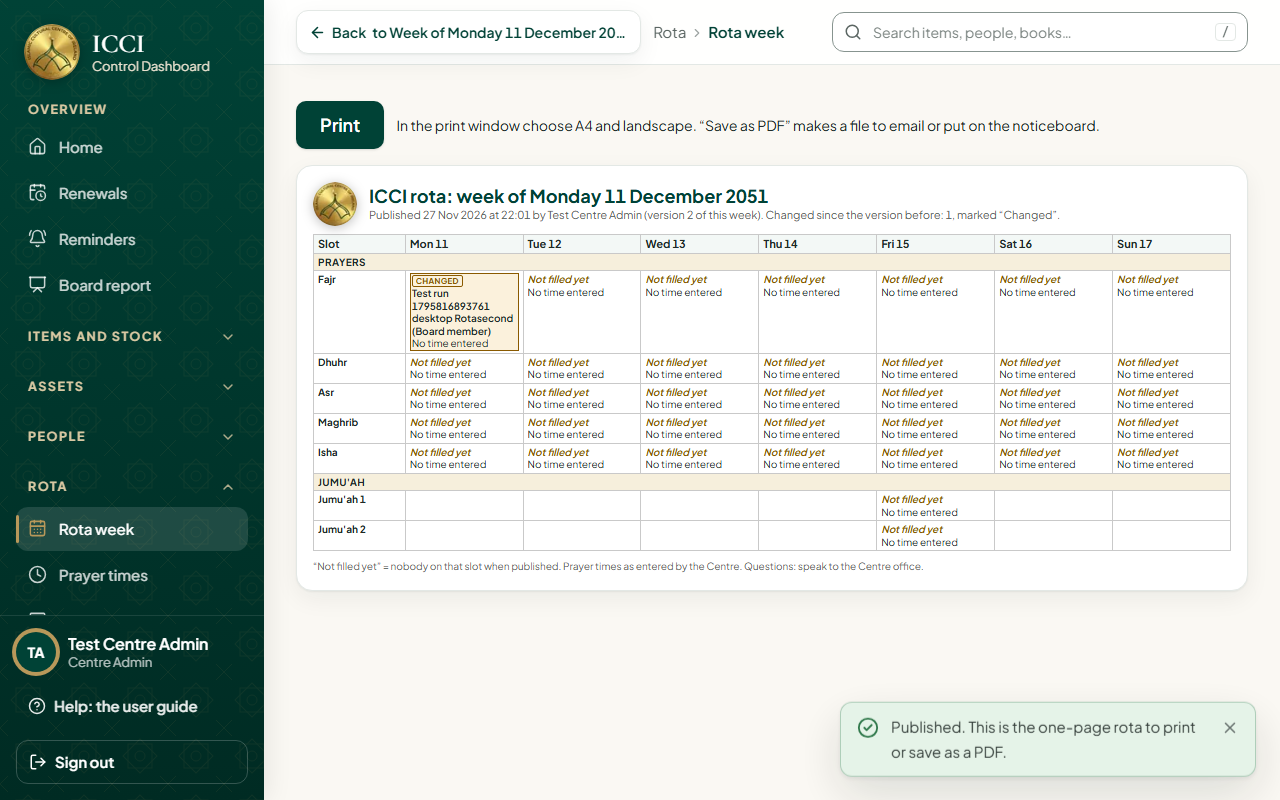 ICCI
Control Dashboard
OVERVIEW
Home
Renewals
Reminders
Board report
ITEMS AND STOCK
ASSETS
PEOPLE
ROTA
Rota week
Prayer times
TA
Test Centre Admin
Centre Admin
Help: the user guide
Sign out
Back to Week of Monday 11 December 20…
Rota › Rota week
Search items, people, books…
/
Print
In the print window choose A4 and landscape. “Save as PDF” makes a file to email or put on the noticeboard.
ICCI rota: week of Monday 11 December 2051
Published 27 Nov 2026 at 22:01 by Test Centre Admin (version 2 of this week). Changed since the version before: 1, marked “Changed”.
Slot Mon 11 Tue 12 Wed 13 Thu 14 Fri 15 Sat 16 Sun 17
PRAYERS
Fajr
CHANGED
Test run
1795816893761
desktop Rotasecond
(Board member)
No time entered
Not filled yet Not filled yet Not filled yet Not filled yet Not filled yet Not filled yet
No time entered No time entered No time entered No time entered No time entered No time entered
Dhuhr Not filled yet Not filled yet Not filled yet Not filled yet Not filled yet Not filled yet Not filled yet
No time entered No time entered No time entered No time entered No time entered No time entered No time entered
Asr Not filled yet Not filled yet Not filled yet Not filled yet Not filled yet Not filled yet Not filled yet
No time entered No time entered No time entered No time entered No time entered No time entered No time entered
Maghrib Not filled yet Not filled yet Not filled yet Not filled yet Not filled yet Not filled yet Not filled yet
No time entered No time entered No time entered No time entered No time entered No time entered No time entered
Isha Not filled yet Not filled yet Not filled yet Not filled yet Not filled yet Not filled yet Not filled yet
No time entered No time entered No time entered No time entered No time entered No time entered No time entered
JUMU'AH
Jumu'ah 1 Not filled yet
No time entered
Jumu'ah 2 Not filled yet
No time entered
“Not filled yet” = nobody on that slot when published. Prayer times as entered by the Centre. Questions: speak to the Centre office.
Published. This is the one-page rota to print
or save as a PDF.